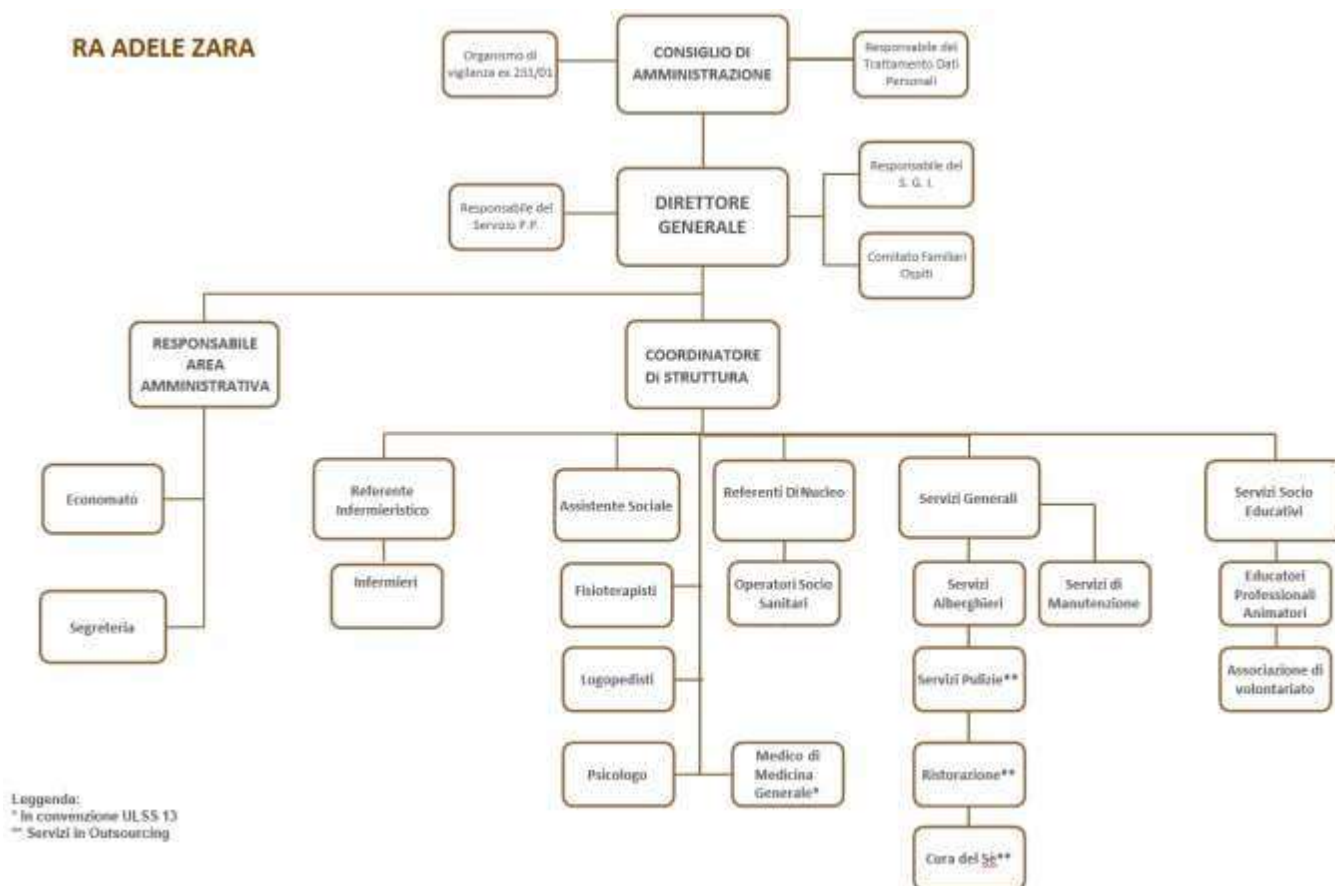 RA ADELE ZARA
Organismo di
vigilanza ex 231/01
CONSIGLIO DI
AMMINISTRAZIONE
Responsabile del
Trattamento Dati
Personali
Responsabile del
Servizio P.P.
DIRETTORE
GENERALE
Responsabile del
S. G. I.
Comitato Familiari
Ospiti
RESPONSABILE
AREA
AMMINISTRATIVA
COORDINATORE
Di STRUTTURA
Economato
Segreteria
Referente
Infermieristico
Infermieri
Assistente Sociale
Fisioterapisti
Logopedisti
Psicologo
Referenti Di Nucleo
Operatori Socio
Sanitari
Medico di
Medicina
Generale*
Servizi Generali
Servizi
Alberghieri
Servizi di
Manutenzione
Servizi Pulizie**
Ristorazione**
Cura del Sè**
Servizi Socio
Educativi
Educatori
Professionali
Animatori
Associazione di
volontariato
Leggenda:
* In convenzione ULSS 13
** Servizi in Outsourcing